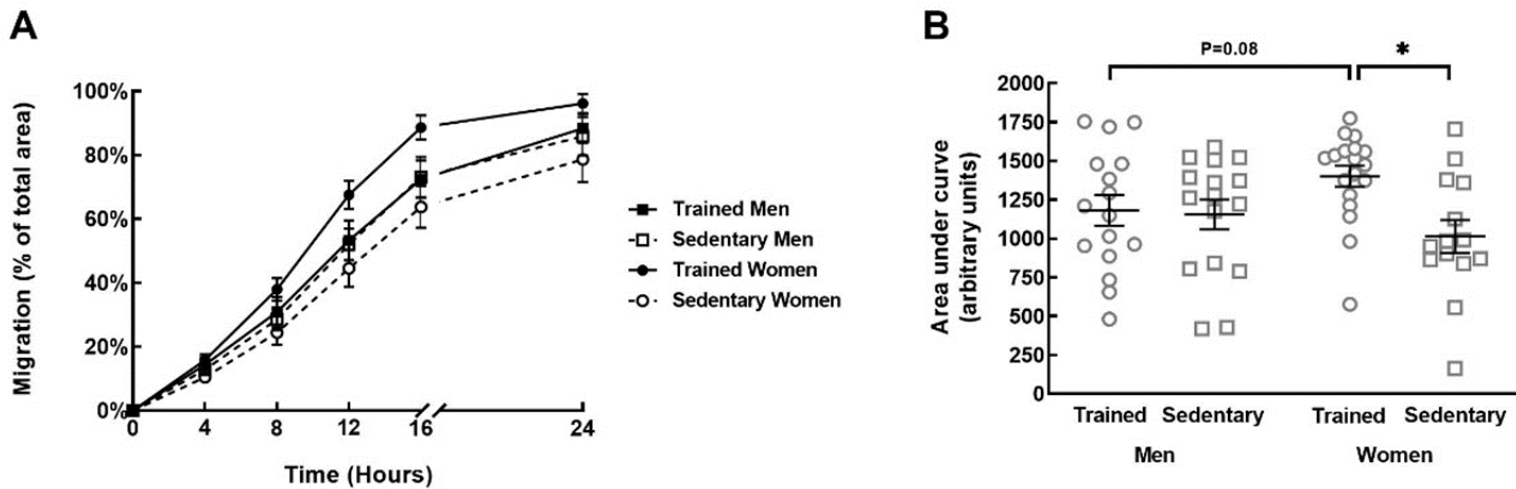 A
Migration (% of total area)
100%
80%
60%
40%
20%
0%
0 4 8 12 16 24
Time (Hours)
Trained Men
Sedentary Men
Trained Women
Sedentary Women
B
P=0.08 *
Area under curve
(arbitrary units)
2000
1750
1500
1250
1000
750
500
250
0
Trained Sedentary Trained Sedentary
Men Women